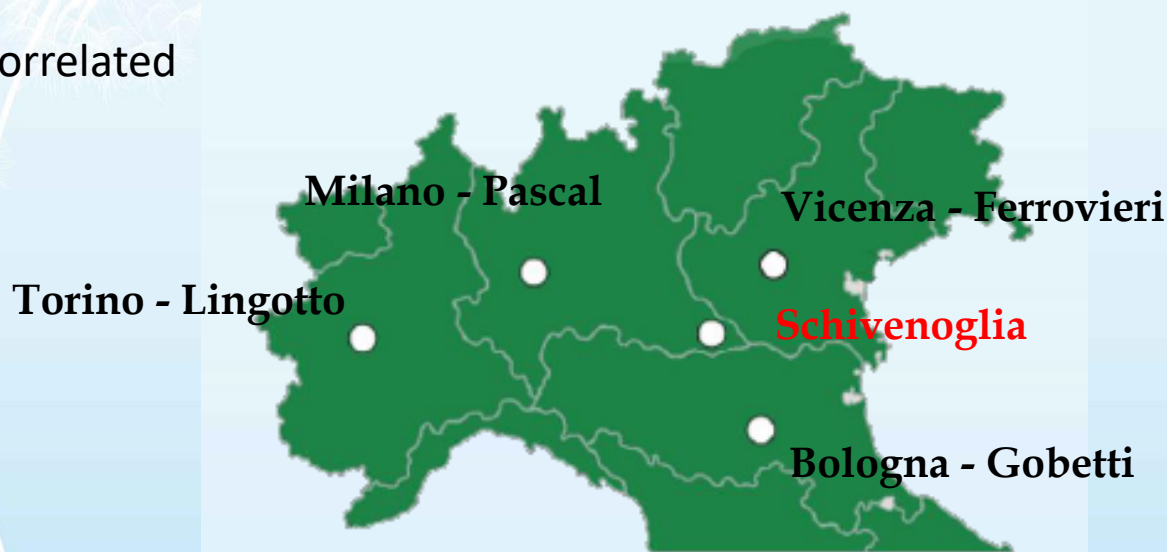 orrelated
Milano - Pascal
Vicenza - Ferrovieri
Torino - Lingotto
Schivenoglia
Bologna - Gobetti